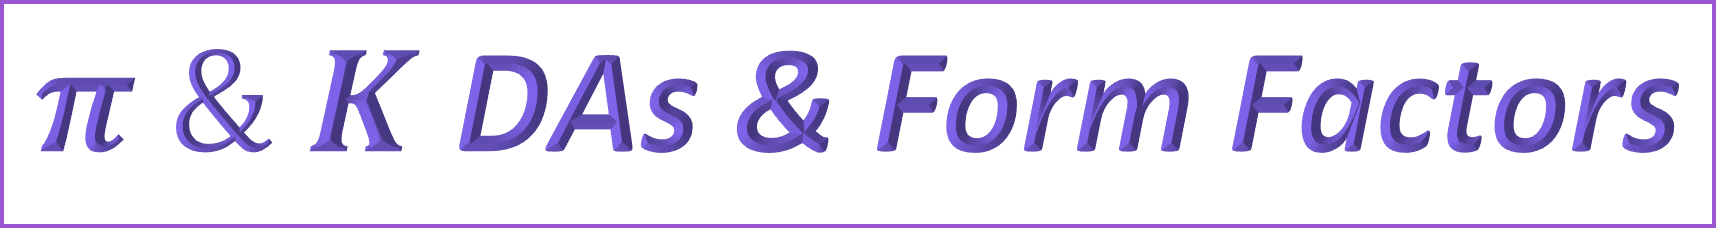 π & K DAs & Form Factors